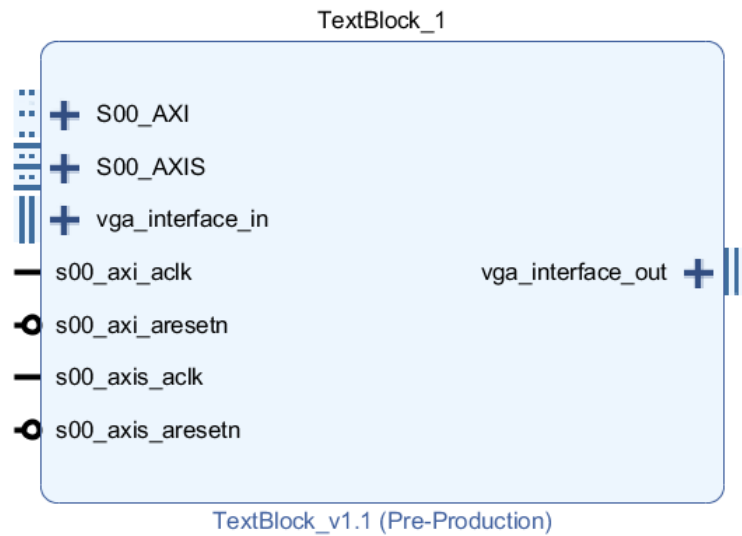 TextBlock_1
S00_AXI
S00_AXIS
vga_interface_in
s00_axi_aclk
vga_interface_out
s00_axi_aresetn
s00_axis_aclk
s00_axis_aresetn
TextBlock_v1.1 (Pre-Production)